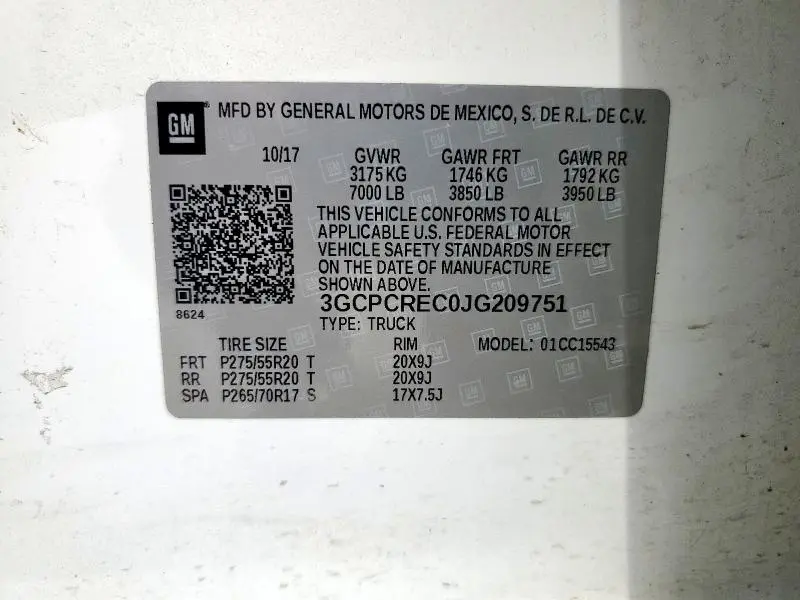 GM® MFD BY GENERAL MOTORS DE MEXICO, S. DE R.L. DE C.V.
10/17 GVWR GAWR FRT GAWR RR
3175 KG 1746 KG 1792 KG
7000 LB 3850 LB 3950 LB
THIS VEHICLE CONFORMS TO ALL
APPLICABLE U.S. FEDERAL MOTOR
VEHICLE SAFETY STANDARDS IN EFFECT
ON THE DATE OF MANUFACTURE
SHOWN ABOVE.
3GCPCREC0JG209751
8624
TYPE: TRUCK
TIRE SIZE RIM MODEL: 01CC15543
FRT P275/55R20 T 20X9J
RR P275/55R20 T 20X9J
SPA P265/70R17 S 17X7.5J